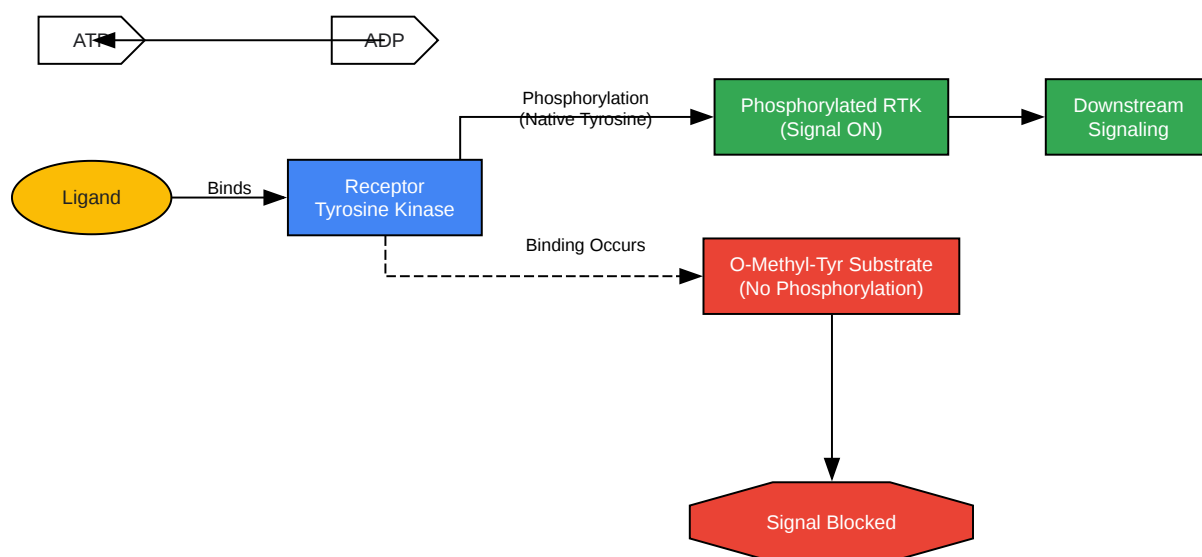 ATP
ADP
Phosphorylation
(Native Tyrosine)
Phosphorylated RTK
(Signal ON)
Downstream
Signaling
Ligand
Binds
Receptor
Tyrosine Kinase
Binding Occurs
O-Methyl-Tyr Substrate
(No Phosphorylation)
Signal Blocked